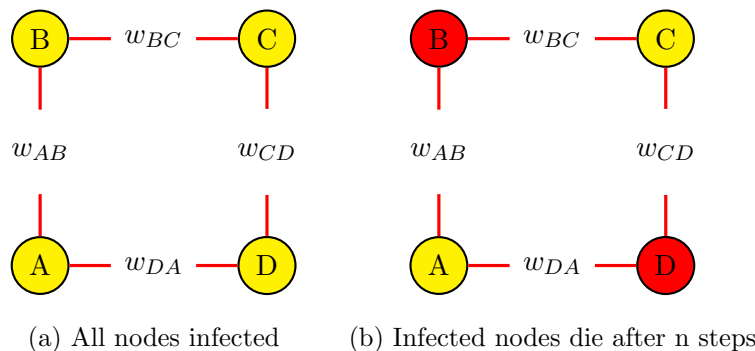 B w_{BC} C B w_{BC} C
w_{AB} w_{CD} w_{AB} w_{CD}
A w_{DA} D A w_{DA} D
(a) All nodes infected (b) Infected nodes die after n steps